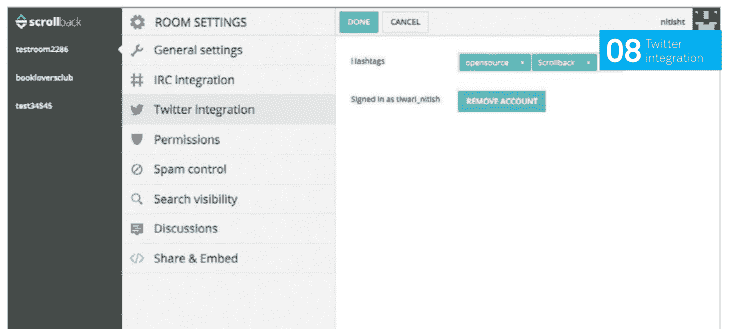 scrollback
testroom2286
bookloversclub
test34545
ROOM SETTINGS
General settings
IRC integration
Twitter Integration
Permissions
Spam control
Search visibility
Discussions
Share & Embed
DONE CANCEL
nitisht
08 Twitter
integration
Hashtags opensource × Scrollback ×
Signed in as tiwari_nitish REMOVE ACCOUNT